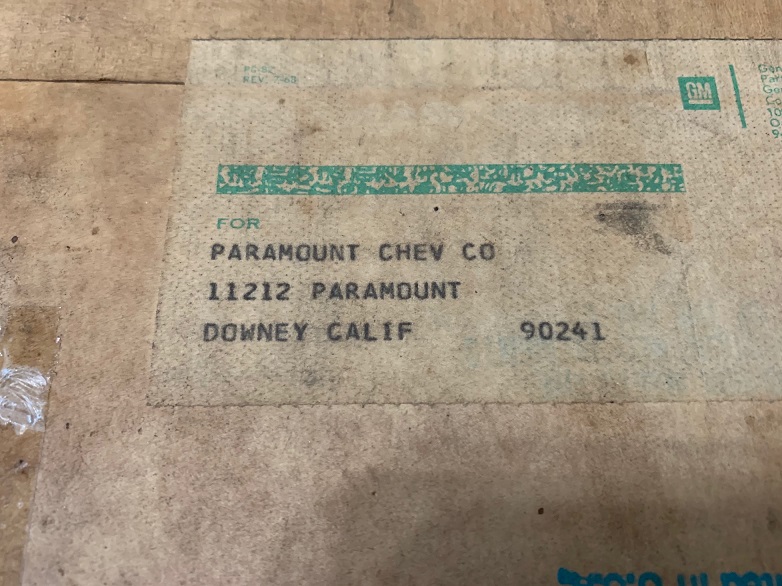 GM
FOR
PARAMOUNT CHEV CO
11212 PARAMOUNT
DOWNEY CALIF 90241